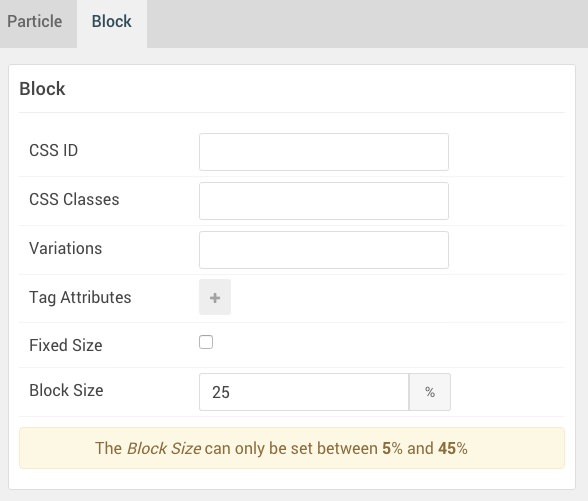 Particle Block
Block
CSS ID
CSS Classes
Variations
Tag Attributes +
Fixed Size
Block Size 25 %
The Block Size can only be set between 5% and 45%